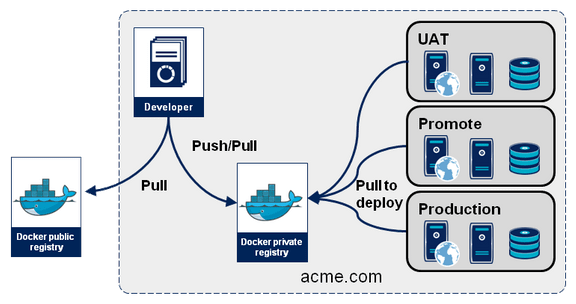 UAT
Developer
Promote
Push/Pull
Pull
Pull to
deploy
Production
Docker public
registry
Docker private
registry
acme.com